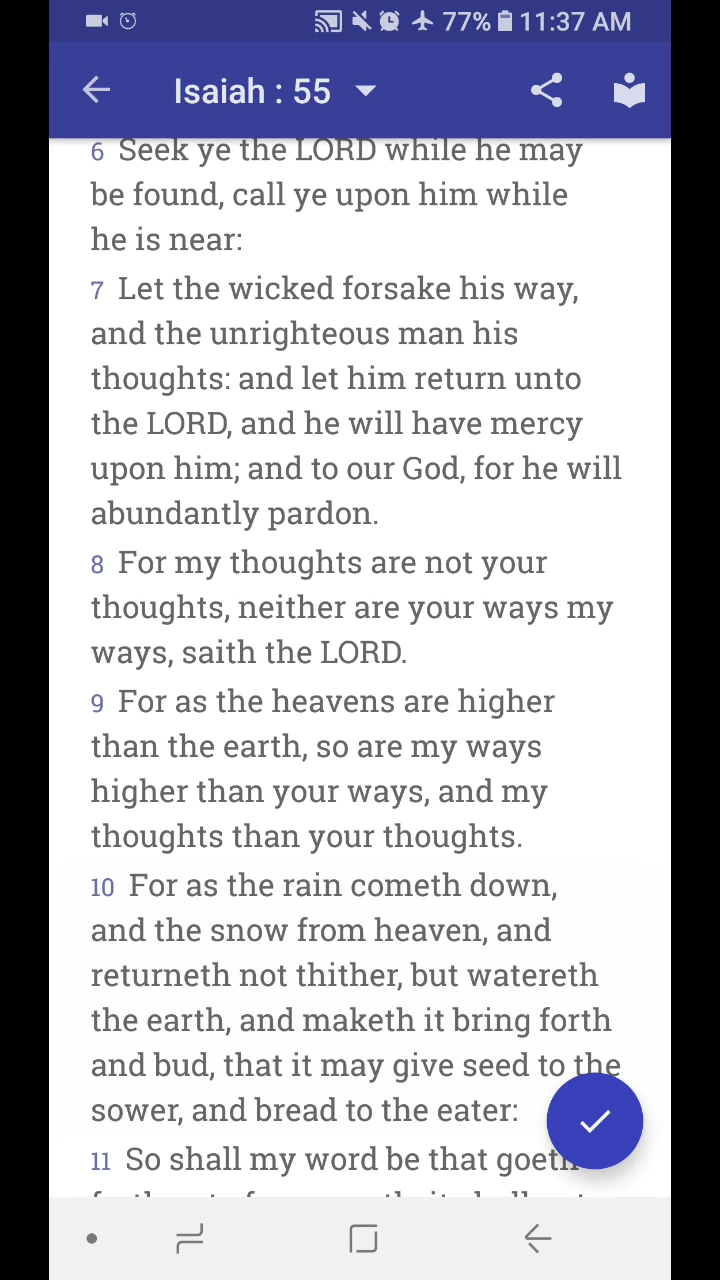 77% 11:37 AM
Isaiah : 55
6 Seek ye the LORD while he may
be found, call ye upon him while
he is near:
7 Let the wicked forsake his way,
and the unrighteous man his
thoughts: and let him return unto
the LORD, and he will have mercy
upon him; and to our God, for he will
abundantly pardon.
8 For my thoughts are not your
thoughts, neither are your ways my
ways, saith the LORD.
9 For as the heavens are higher
than the earth, so are my ways
higher than your ways, and my
thoughts than your thoughts.
10 For as the rain cometh down,
and the snow from heaven, and
returneth not thither, but watereth
the earth, and maketh it bring forth
and bud, that it may give seed to the
sower, and bread to the eater:
11 So shall my word be that goeth